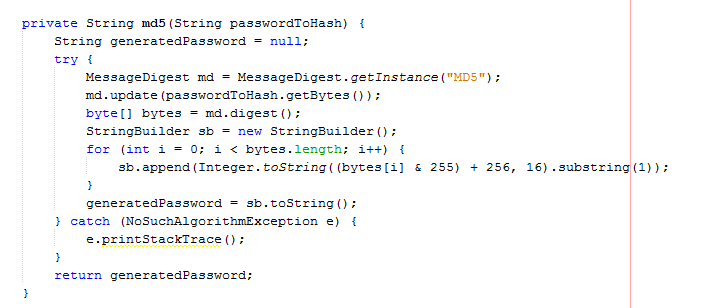 private String md5(String passwordToHash) {
    String generatedPassword = null;
    try {
        MessageDigest md = MessageDigest.getInstance("MD5");
        md.update(passwordToHash.getBytes());
        byte[] bytes = md.digest();
        StringBuilder sb = new StringBuilder();
        for (int i = 0; i < bytes.length; i++) {
            sb.append(Integer.toString((bytes[i] & 255) + 256, 16).substring(1));
        }
        generatedPassword = sb.toString();
    } catch (NoSuchAlgorithmException e) {
        e.printStackTrace();
    }
    return generatedPassword;
}